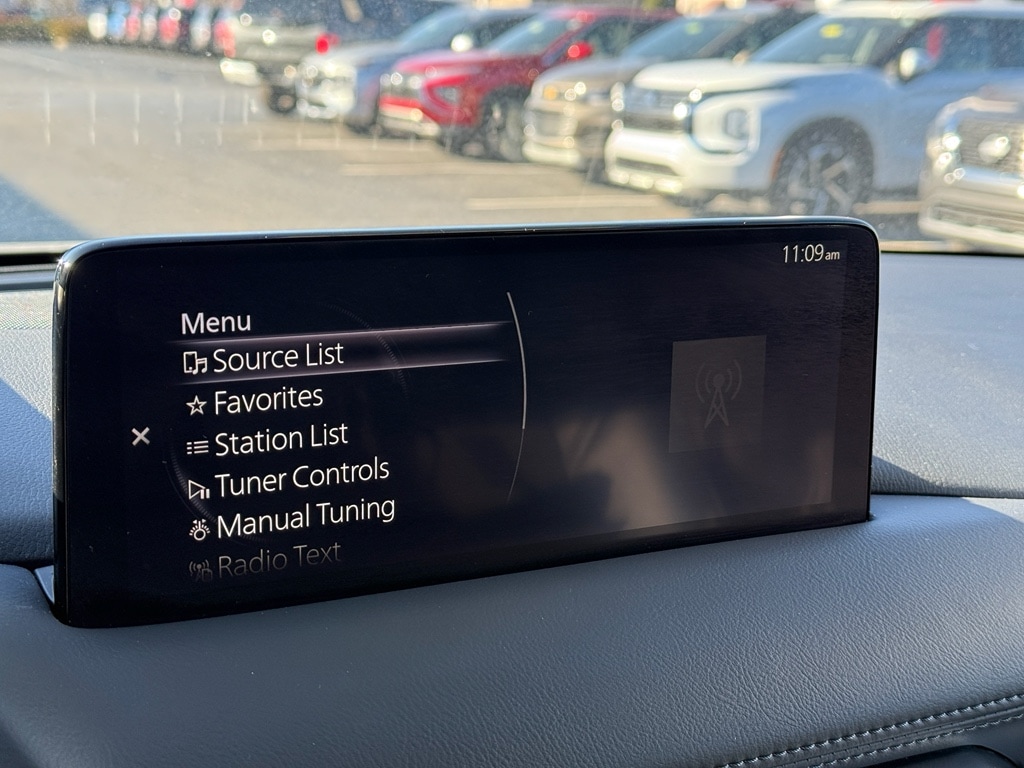 11:09 am
Menu
Source List
Favorites
Station List
Tuner Controls
Manual Tuning
Radio Text